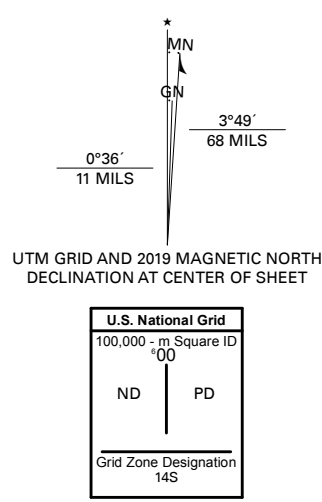 ★
MN
GN
3°49´
68 MILS
0°36´
11 MILS
UTM GRID AND 2019 MAGNETIC NORTH
DECLINATION AT CENTER OF SHEET
U.S. National Grid
100,000 - m Square ID
⁶00
ND PD
Grid Zone Designation
14S